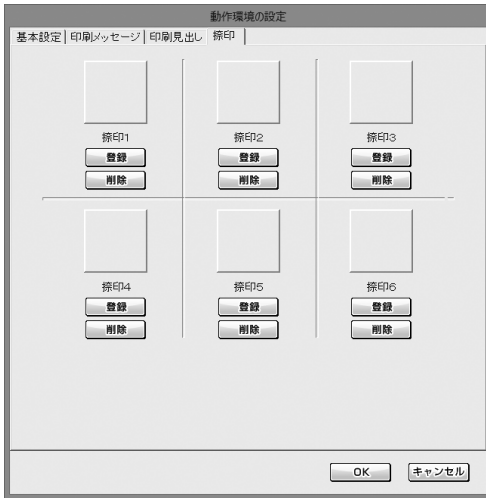 動作環境の設定
基本設定 印刷メッセージ 印刷見出し 捺印
捺印1 捺印2 捺印3
登録 登録 登録
削除 削除 削除
捺印4 捺印5 捺印6
登録 登録 登録
削除 削除 削除
OK キャンセル